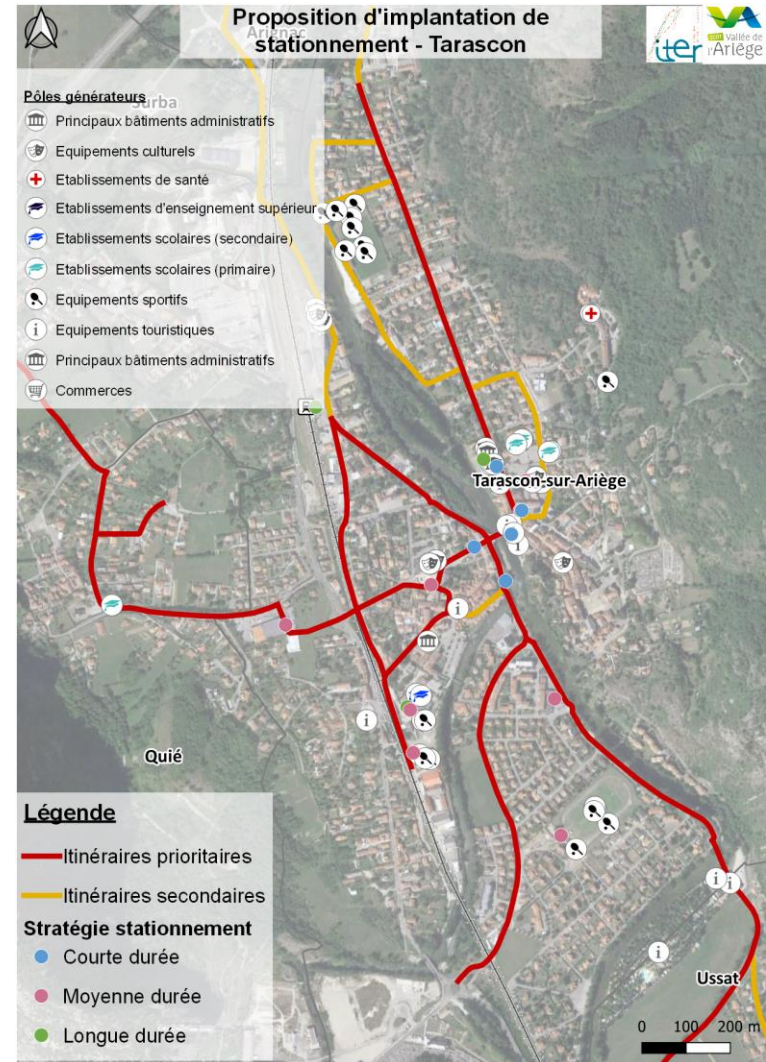 Proposition d'implantation de
stationnement - Tarascon
iter
scot Vallée de
l'Ariège
Arignac
Surba
Pôles générateurs
Principaux bâtiments administratifs
Equipements culturels
Etablissements de santé
Etablissements d'enseignement supérieur
Etablissements scolaires (secondaire)
Etablissements scolaires (primaire)
Equipements sportifs
Equipements touristiques
Principaux bâtiments administratifs
Commerces
Tarascon-sur-Ariège
Quié
Ussat
Légende
Itinéraires prioritaires
Itinéraires secondaires
Stratégie stationnement
Courte durée
Moyenne durée
Longue durée
0 100 200 m